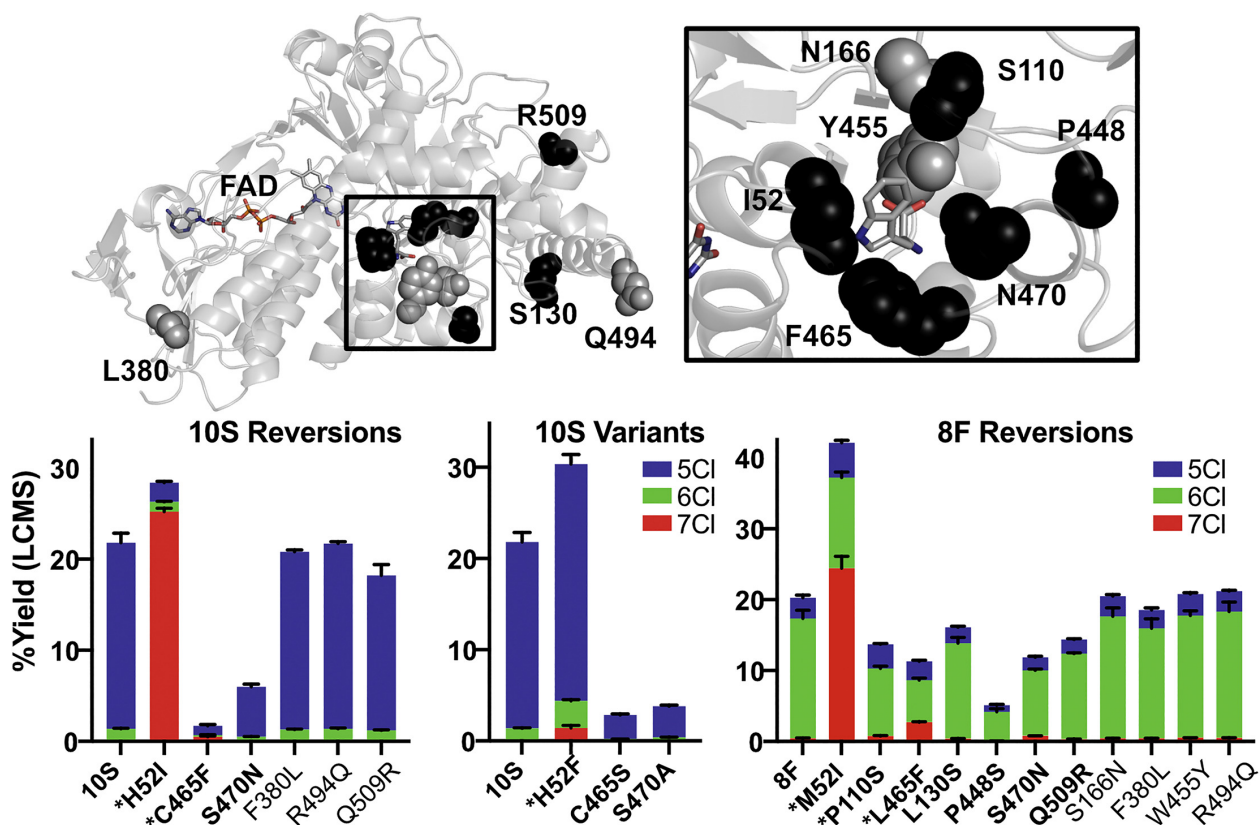 R509
FAD
L380
S130
Q494
N166
S110
Y455
P448
I52
N470
F465
10S Reversions
%Yield (LCMS)
30
20
10
0
10S
*H52I
*C465F
S470N
F380L
R494Q
Q509R
10S Variants
5Cl
6Cl
7Cl
30
20
10
0
10S
*H52F
C465S
S470A
8F Reversions
5Cl
6Cl
7Cl
40
30
20
10
0
8F
*M52I
*P110S
*L465F
L130S
P448S
S470N
Q509R
S166N
F380L
W455Y
R494Q